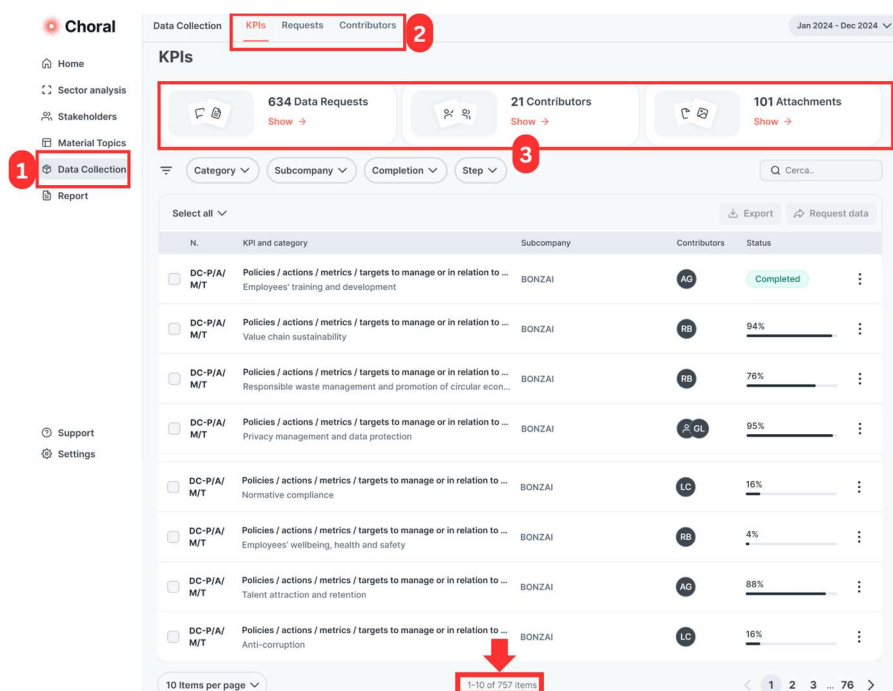 Choral
Data Collection KPIs Requests Contributors
2
Jan 2024 - Dec 2024
KPIs
Home
Sector analysis
Stakeholders
Material Topics
1
Data Collection
Report
Support
Settings
634 Data Requests
Show →
21 Contributors
Show →
101 Attachments
Show →
3
Category Subcompany Completion Step
Cerca..
Select all
Export Request data
N. KPI and category Subcompany Contributors Status
DC-P/A/
M/T
Policies / actions / metrics / targets to manage or in relation to ...
Employees' training and development
BONZAI AG Completed
DC-P/A/
M/T
Policies / actions / metrics / targets to manage or in relation to ...
Value chain sustainability
BONZAI RB 94%
DC-P/A/
M/T
Policies / actions / metrics / targets to manage or in relation to ...
Responsible waste management and promotion of circular econ...
BONZAI RB 76%
DC-P/A/
M/T
Policies / actions / metrics / targets to manage or in relation to ...
Privacy management and data protection
BONZAI GL 95%
DC-P/A/
M/T
Policies / actions / metrics / targets to manage or in relation to ...
Normative compliance
BONZAI LC 16%
DC-P/A/
M/T
Policies / actions / metrics / targets to manage or in relation to ...
Employees' wellbeing, health and safety
BONZAI RB 4%
DC-P/A/
M/T
Policies / actions / metrics / targets to manage or in relation to ...
Talent attraction and retention
BONZAI AG 88%
DC-P/A/
M/T
Policies / actions / metrics / targets to manage or in relation to ...
Anti-corruption
BONZAI LC 16%
10 Items per page
1-10 of 757 items
< 1 2 3 ... 76 >